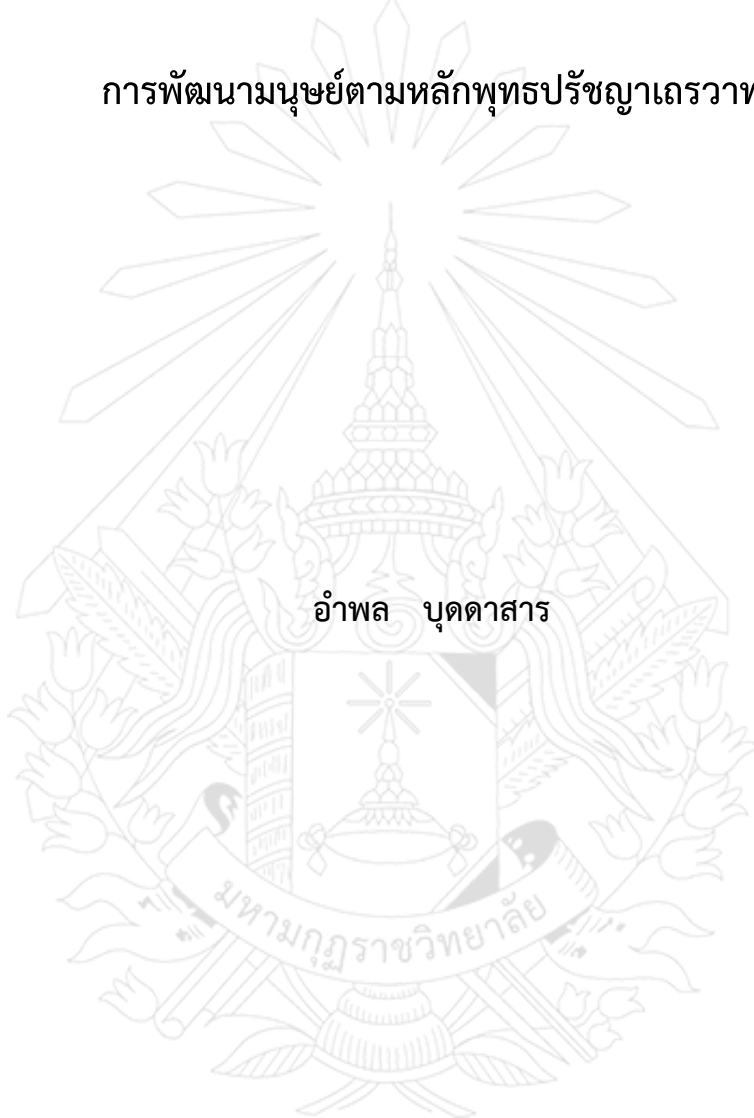 การพัฒนามนุษย์ตามหลักพุทธปรัชญาเถรวาท
อำพล บุดดาสาร
มหามกุฏราชวิทยาลัย